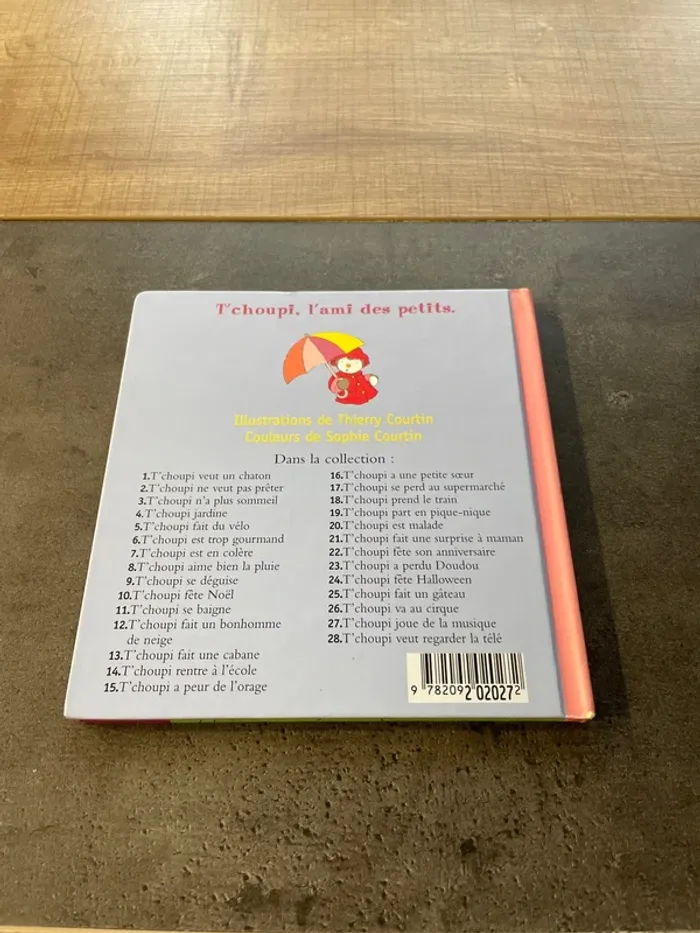 T'choupi, l'ami des petits.
Illustrations de Thierry Courtin
Couleurs de Sophie Courtin
Dans la collection :
1.T'choupi veut un chaton
2.T'choupi ne veut pas prêter
3.T'choupi n'a plus sommeil
4.T'choupi jardine
5.T'choupi fait du vélo
6.T'choupi est trop gourmand
7.T'choupi est en colère
8.T'choupi aime bien la pluie
9.T'choupi se déguise
10.T'choupi fête Noël
11.T'choupi se baigne
12.T'choupi fait un bonhomme
de neige
13.T'choupi fait une cabane
14.T'choupi rentre à l'école
15.T'choupi a peur de l'orage
16.T'choupi a une petite sœur
17.T'choupi se perd au supermarché
18.T'choupi prend le train
19.T'choupi part en pique-nique
20.T'choupi est malade
21.T'choupi fait une surprise à maman
22.T'choupi fête son anniversaire
23.T'choupi a perdu Doudou
24.T'choupi fête Halloween
25.T'choupi fait un gâteau
26.T'choupi va au cirque
27.T'choupi joue de la musique
28.T'choupi veut regarder la télé
9 782092 020272